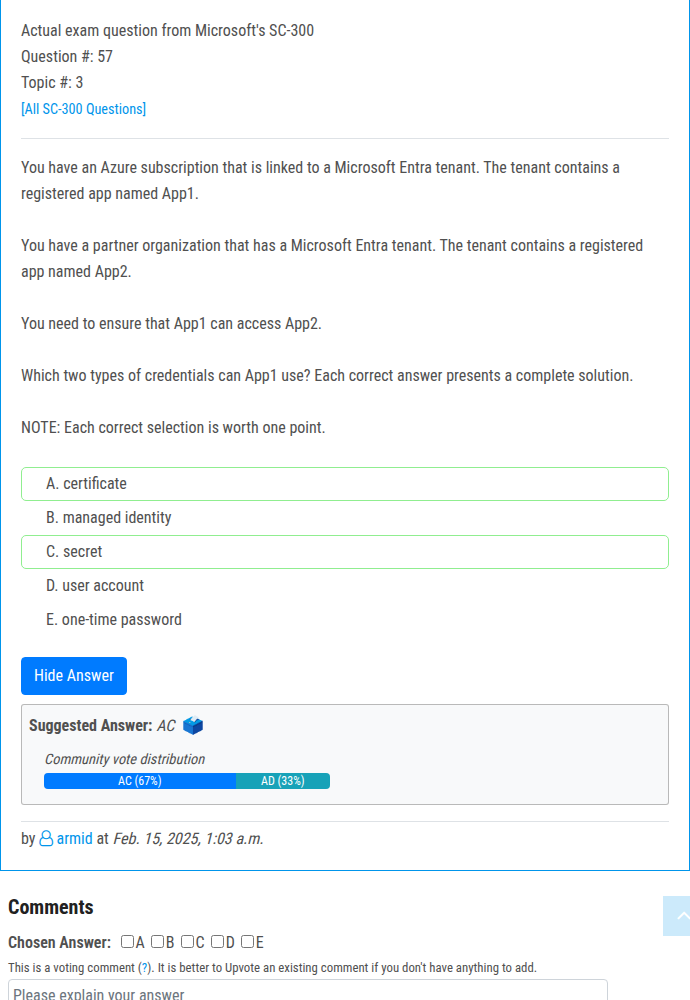 Actual exam question from Microsoft's SC-300
Question #: 57
Topic #: 3
[All SC-300 Questions]
You have an Azure subscription that is linked to a Microsoft Entra tenant. The tenant contains a
registered app named App1.
You have a partner organization that has a Microsoft Entra tenant. The tenant contains a registered
app named App2.
You need to ensure that App1 can access App2.
Which two types of credentials can App1 use? Each correct answer presents a complete solution.
NOTE: Each correct selection is worth one point.
A. certificate
B. managed identity
C. secret
D. user account
E. one-time password
Hide Answer
Suggested Answer: AC
Community vote distribution
AC (67%) AD (33%)
by armid at Feb. 15, 2025, 1:03 a.m.
Comments
Chosen Answer: A B C D E
This is a voting comment (?). It is better to Upvote an existing comment if you don't have anything to add.
Please explain your answer